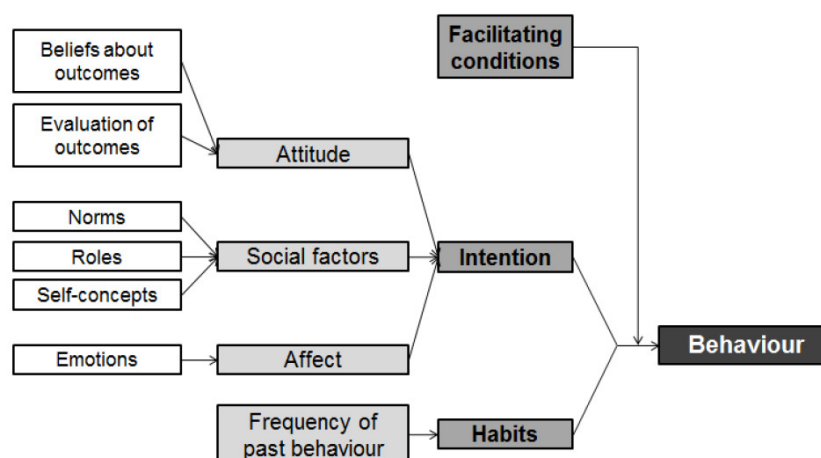 Beliefs about
outcomes
Evaluation of
outcomes
Norms
Roles
Self-concepts
Emotions
Attitude
Social factors
Affect
Frequency of
past behaviour
Facilitating
conditions
Intention
Habits
Behaviour